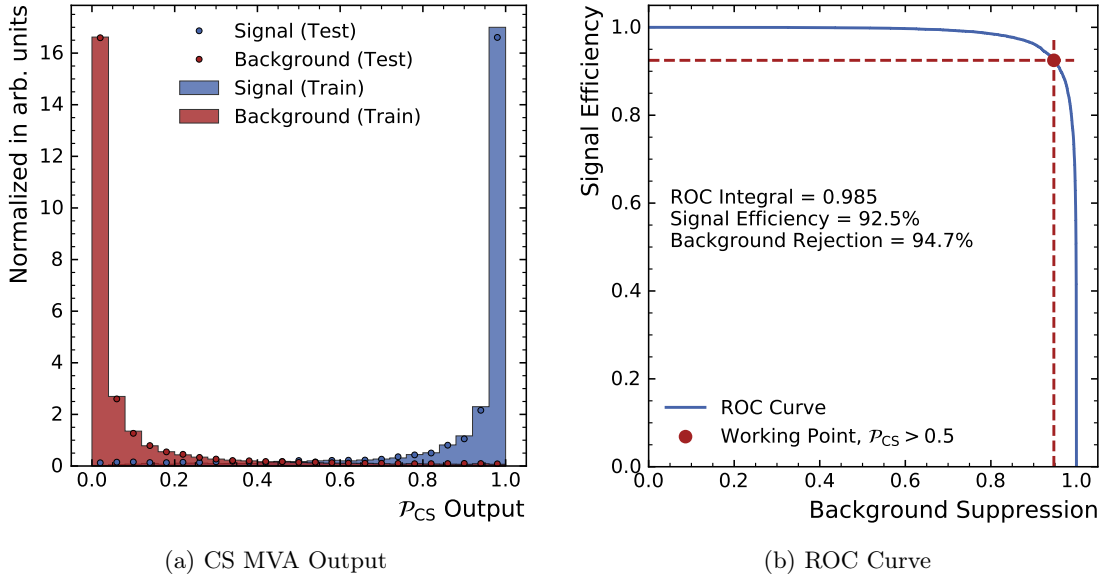 Normalized in arb. units
16
14
12
10
8
6
4
2
0
Signal (Test)
Background (Test)
Signal (Train)
Background (Train)
0.0 0.2 0.4 0.6 0.8 1.0
𝒫CS Output
(a) CS MVA Output
Signal Efficiency
1.0
0.8
0.6
0.4
0.2
0.0
ROC Integral = 0.985
Signal Efficiency = 92.5%
Background Rejection = 94.7%
ROC Curve
Working Point, 𝒫CS > 0.5
0.0 0.2 0.4 0.6 0.8 1.0
Background Suppression
(b) ROC Curve